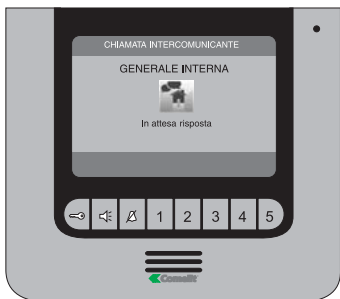 CHIAMATA INTERCOMUNICANTE
GENERALE INTERNA
In attesa risposta
1 2 3 4 5
Comelit